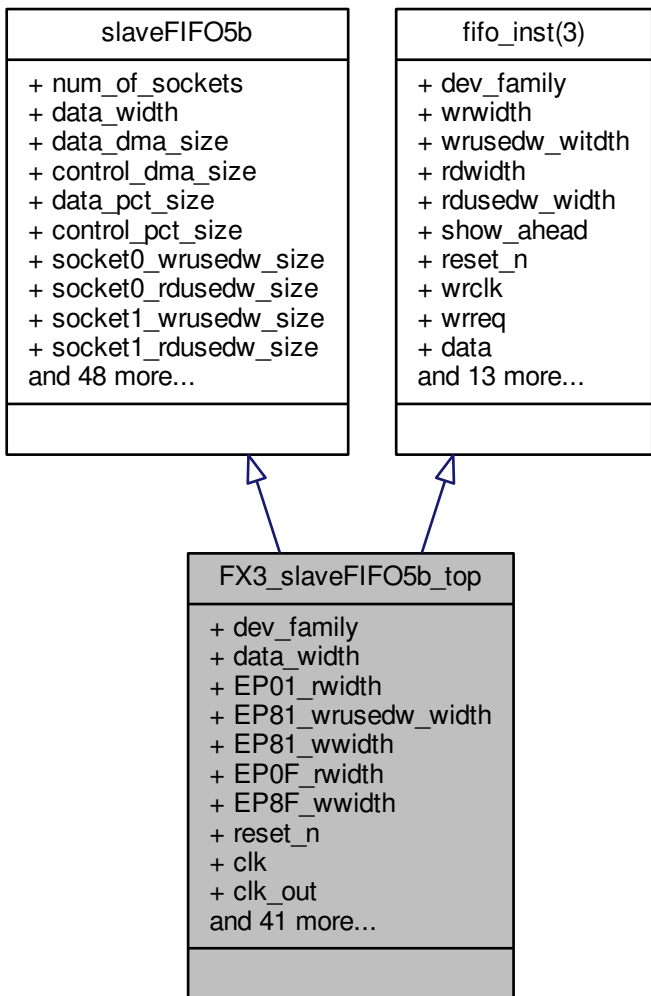 slaveFIFO5b
+ num_of_sockets
+ data_width
+ data_dma_size
+ control_dma_size
+ data_pct_size
+ control_pct_size
+ socket0_wrusedw_size
+ socket0_rdusedw_size
+ socket1_wrusedw_size
+ socket1_rdusedw_size
and 48 more...
fifo_inst(3)
+ dev_family
+ wrwidth
+ wrusedw_witdth
+ rdwidth
+ rdusedw_width
+ show_ahead
+ reset_n
+ wrclk
+ wrreq
+ data
and 13 more...
FX3_slaveFIFO5b_top
+ dev_family
+ data_width
+ EP01_rwidth
+ EP81_wrusedw_width
+ EP81_wwidth
+ EP0F_rwidth
+ EP8F_wwidth
+ reset_n
+ clk
+ clk_out
and 41 more...